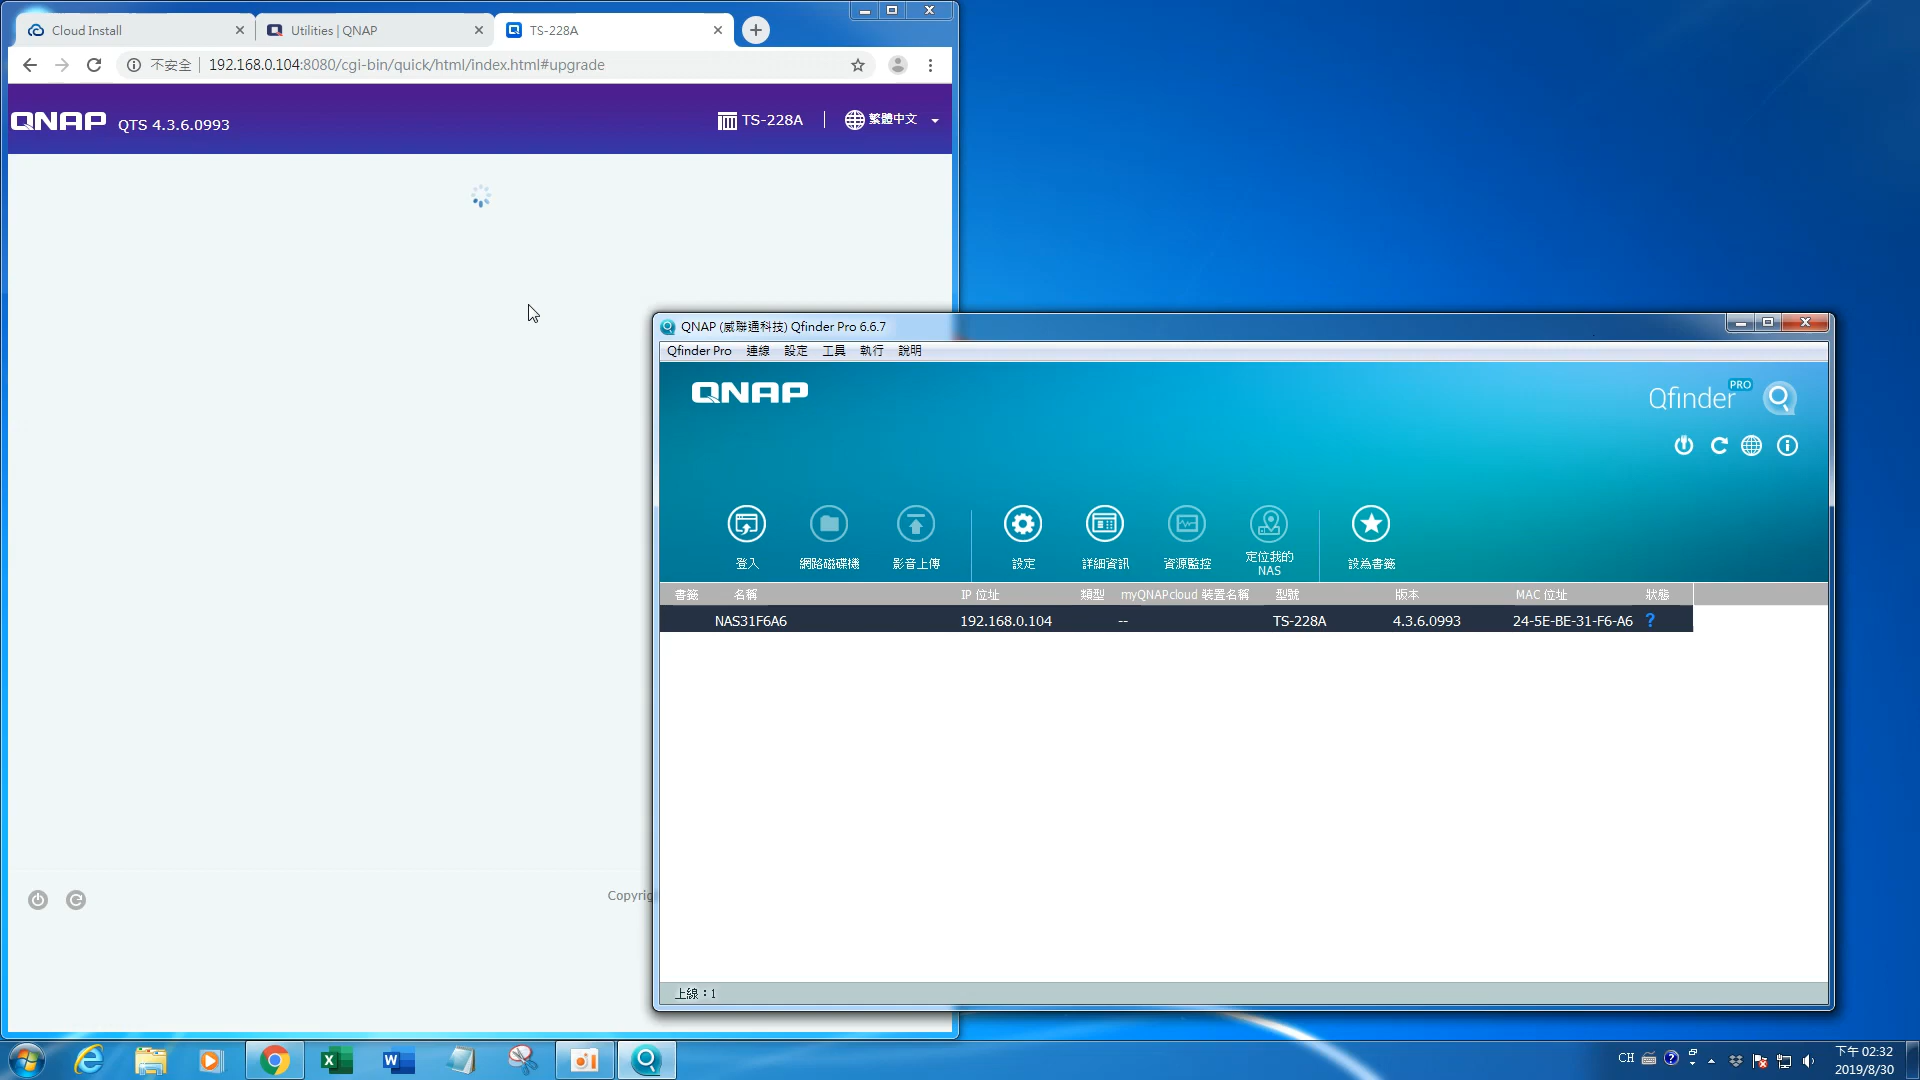 Cloud Install
Utilities | QNAP
TS-228A
不安全
192.168.0.104:8080/cgi-bin/quick/html/index.html#upgrade
QNAP QTS 4.3.6.0993
TS-228A
繁體中文
Copyrig
QNAP (威聯通科技) Qfinder Pro 6.6.7
Qfinder Pro 連線 設定 工具 執行 說明
QNAP
Qfinder PRO
登入
網路磁碟機
影音上傳
設定
詳細資訊
資源監控
定位我的
NAS
設為書籤
書籤 名稱 IP 位址 類型 myQNAPcloud 裝置名稱 型號 版本 MAC 位址 狀態
NAS31F6A6 192.168.0.104 -- TS-228A 4.3.6.0993 24-5E-BE-31-F6-A6 ?
上線：1
CH
下午 02:32
2019/8/30